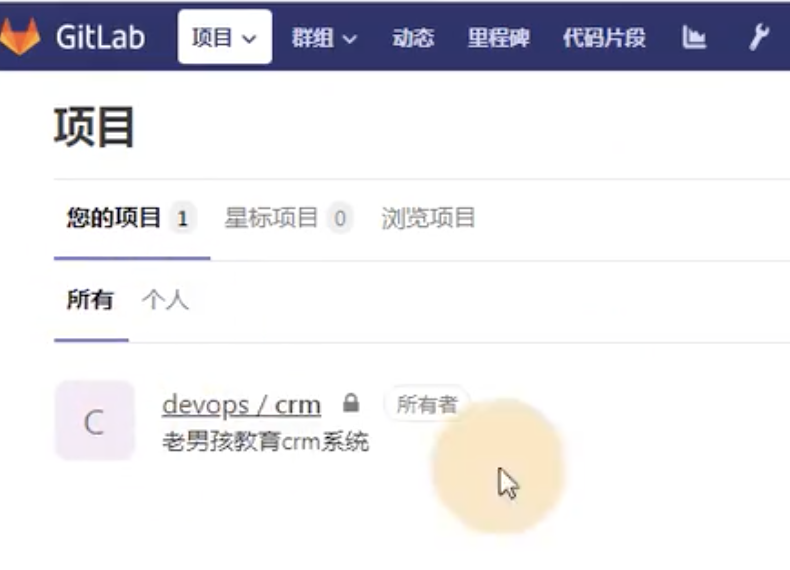 GitLab 项目 群组 动态 里程碑 代码片段
项目
您的项目 1 星标项目 0 浏览项目
所有 个人
C devops / crm 所有者
老男孩教育crm系统